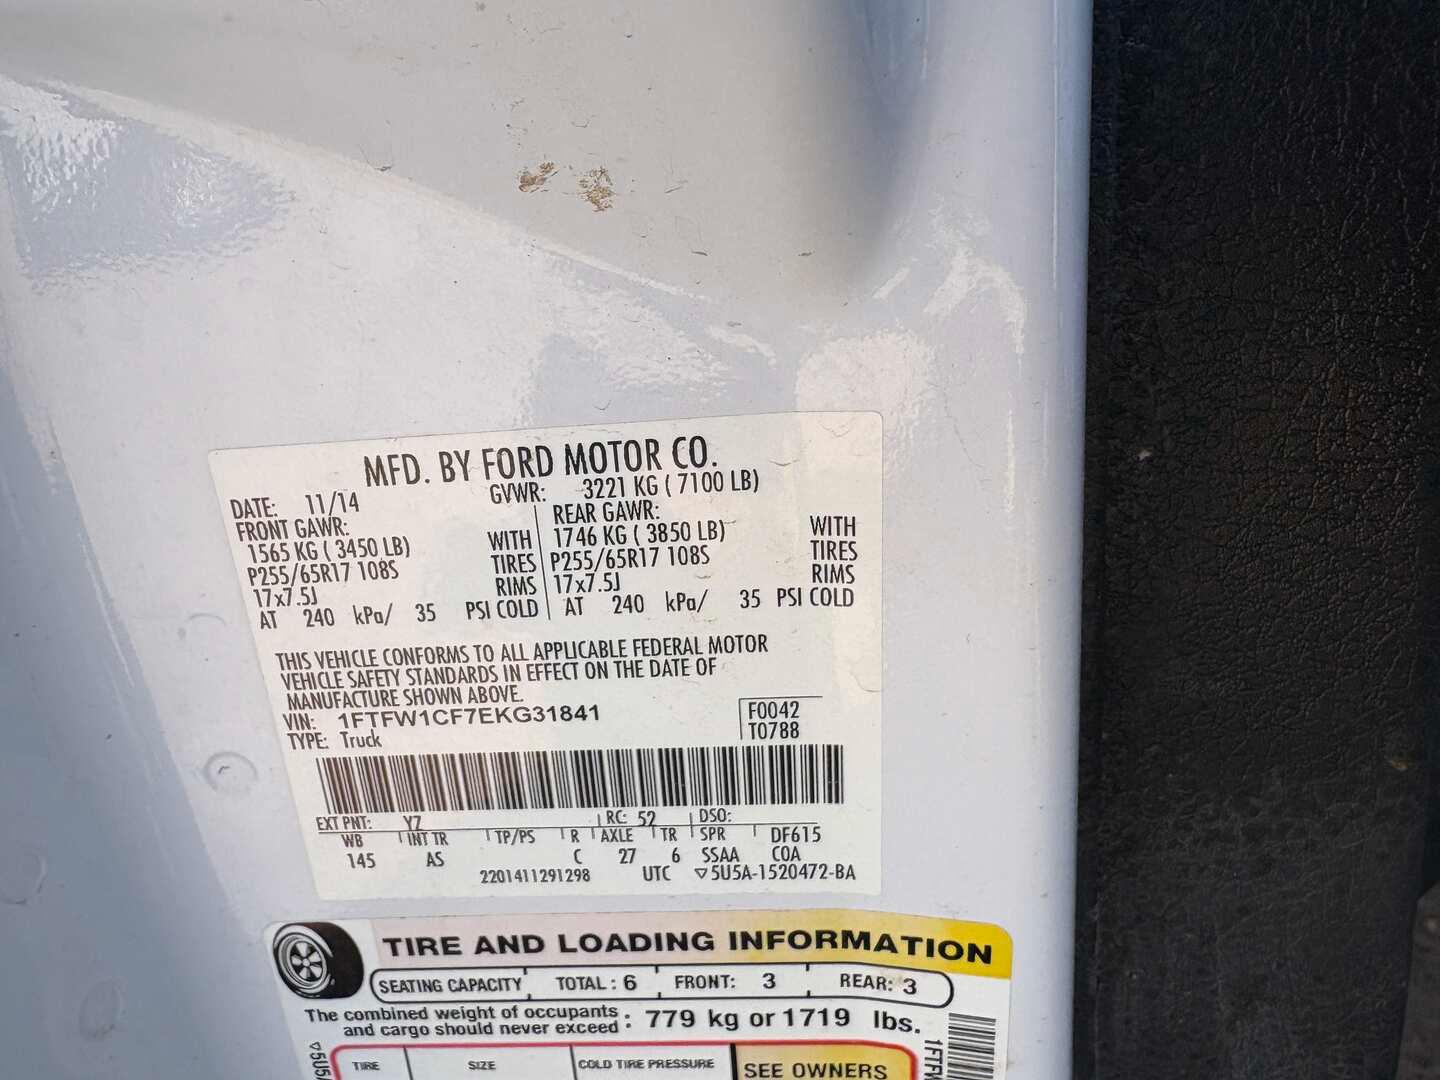 MFD. BY FORD MOTOR CO.
DATE: 11/14 GVWR: 3221 KG ( 7100 LB)
FRONT GAWR: REAR GAWR:
1565 KG ( 3450 LB) WITH 1746 KG ( 3850 LB) WITH
P255/65R17 108S TIRES P255/65R17 108S TIRES
17x7.5J RIMS 17x7.5J RIMS
AT 240 kPa/ 35 PSI COLD AT 240 kPa/ 35 PSI COLD
THIS VEHICLE CONFORMS TO ALL APPLICABLE FEDERAL MOTOR
VEHICLE SAFETY STANDARDS IN EFFECT ON THE DATE OF
MANUFACTURE SHOWN ABOVE.
VIN: 1FTFW1CF7EKG31841 F0042
TYPE: Truck T0788
EXT PNT: YZ RC: 52 DSO:
WB INT TR TP/PS R AXLE TR SPR DF615
145 AS C 27 6 SSAA COA
2201411291298 UTC ▽5U5A-1520472-BA
TIRE AND LOADING INFORMATION
SEATING CAPACITY TOTAL: 6 FRONT: 3 REAR: 3
The combined weight of occupants
and cargo should never exceed : 779 kg or 1719 lbs.
TIRE SIZE COLD TIRE PRESSURE SEE OWNERS
▽5U5
1FTF